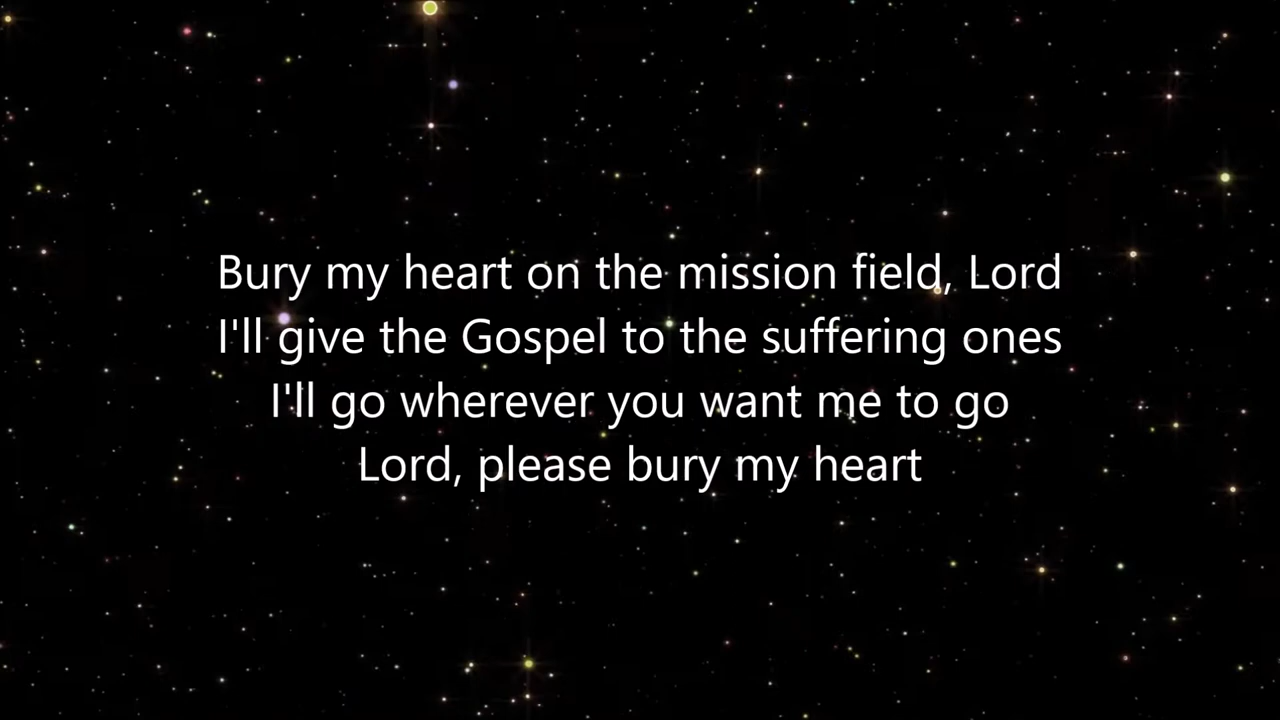 Bury my heart on the mission field, Lord
I'll give the Gospel to the suffering ones
I'll go wherever you want me to go
Lord, please bury my heart